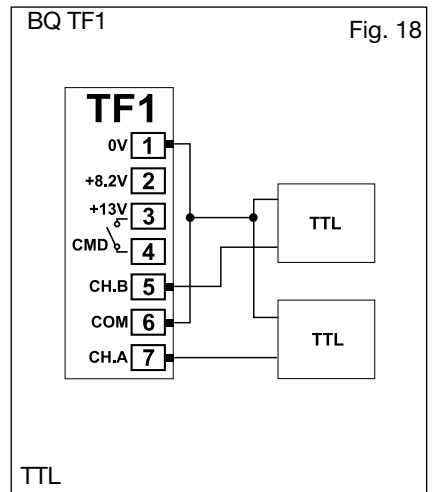 BQ TF1
Fig. 18
TF1
0V 1
+8.2V 2
+13V 3
CMD 4
CH.B 5
COM 6
CH.A 7
TTL
TTL
TTL